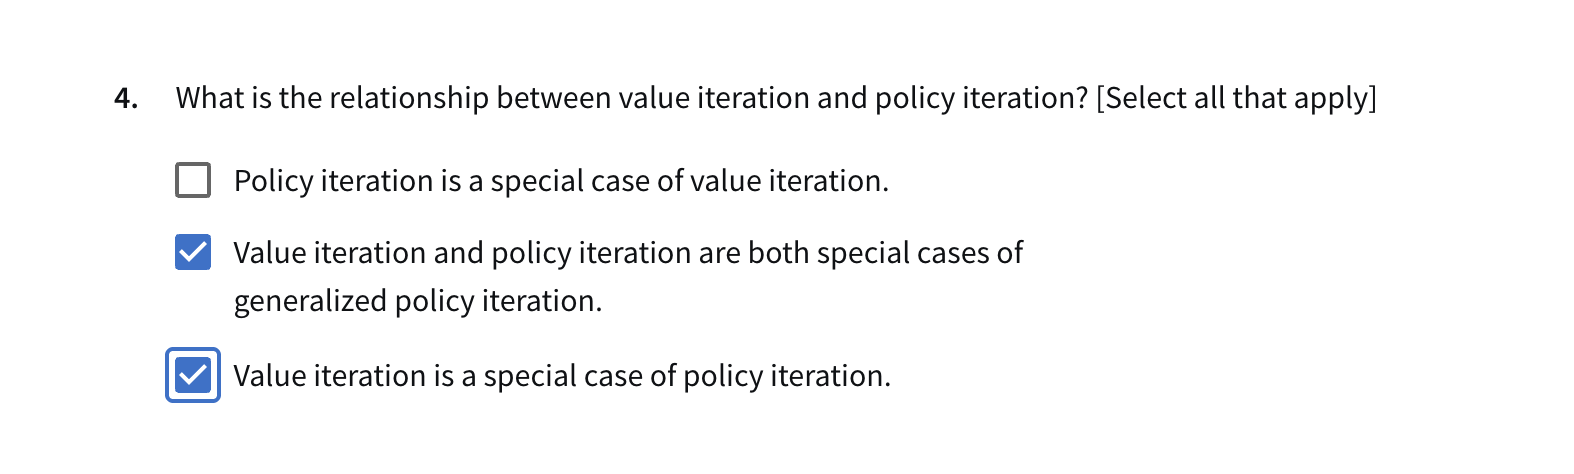 4. What is the relationship between value iteration and policy iteration? [Select all that apply]
Policy iteration is a special case of value iteration.
Value iteration and policy iteration are both special cases of
generalized policy iteration.
Value iteration is a special case of policy iteration.